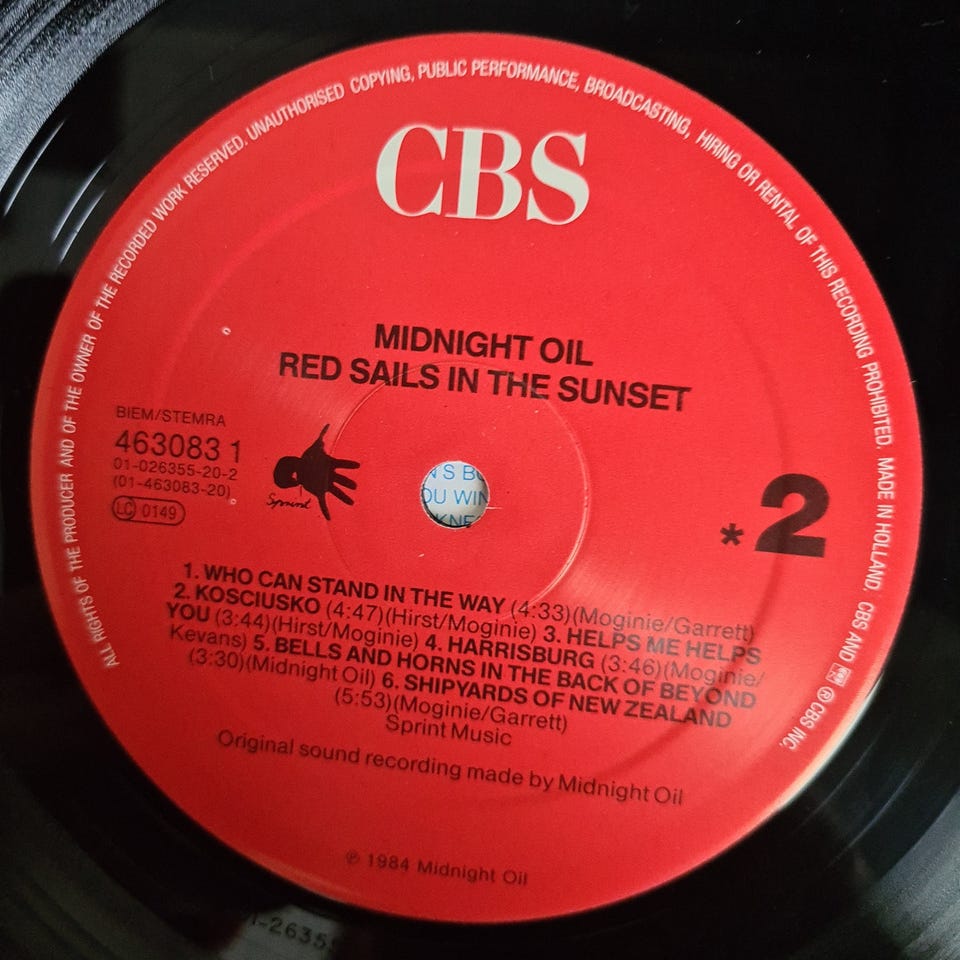 ALL RIGHTS OF THE PRODUCER AND OF THE OWNER OF THE RECORDED WORK RESERVED. UNAUTHORISED COPYING, PUBLIC PERFORMANCE, BROADCASTING, HIRING OR RENTAL OF THIS RECORDING PROHIBITED. MADE IN HOLLAND. CBS AND ® CBS INC.
CBS
MIDNIGHT OIL
RED SAILS IN THE SUNSET
BIEM/STEMRA
463083 1
01-026355-20-2
(01-463083-20)
LC 0149
Sprint
N'S
OU WIN
*2
1. WHO CAN STAND IN THE WAY (4:33)(Moginie/Garrett)
2. KOSCIUSKO (4:47)(Hirst/Moginie) 3. HELPS ME HELPS
YOU (3:44)(Hirst/Moginie) 4. HARRISBURG (3:46)(Moginie/
Kevans) 5. BELLS AND HORNS IN THE BACK OF BEYOND
(3:30)(Midnight Oil) 6. SHIPYARDS OF NEW ZEALAND
(5:53)(Moginie/Garrett)
Sprint Music
Original sound recording made by Midnight Oil
℗ 1984 Midnight Oil
-26355